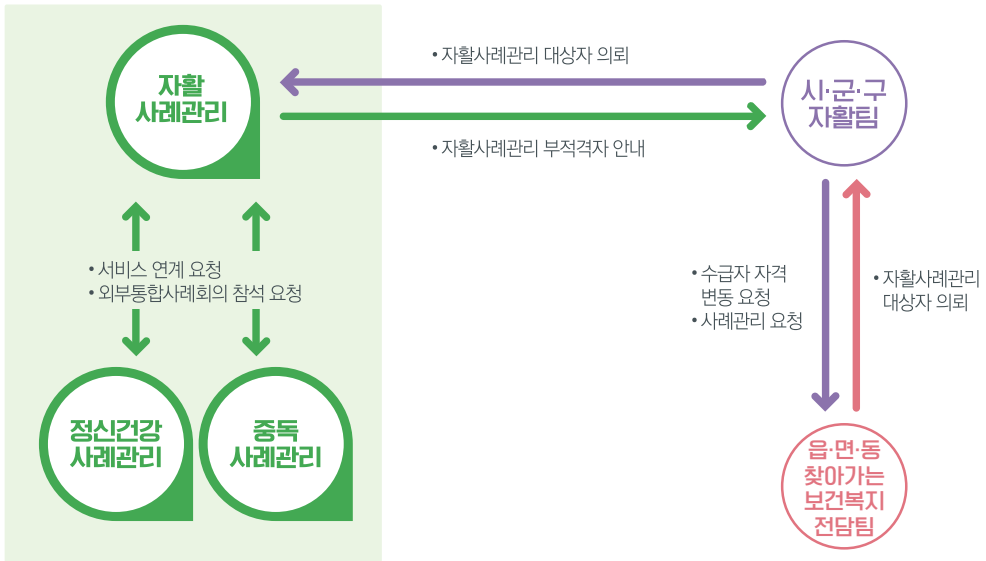 자활
사례관리
• 자활사례관리 대상자 의뢰
• 자활사례관리 부적격자 안내
시·군·구
자활팀
• 서비스 연계 요청
• 외부통합사례회의 참석 요청
• 수급자 자격
변동 요청
• 사례관리 요청
• 자활사례관리
대상자 의뢰
정신건강
사례관리
중독
사례관리
읍·면·동
찾아가는
보건복지
전담팀